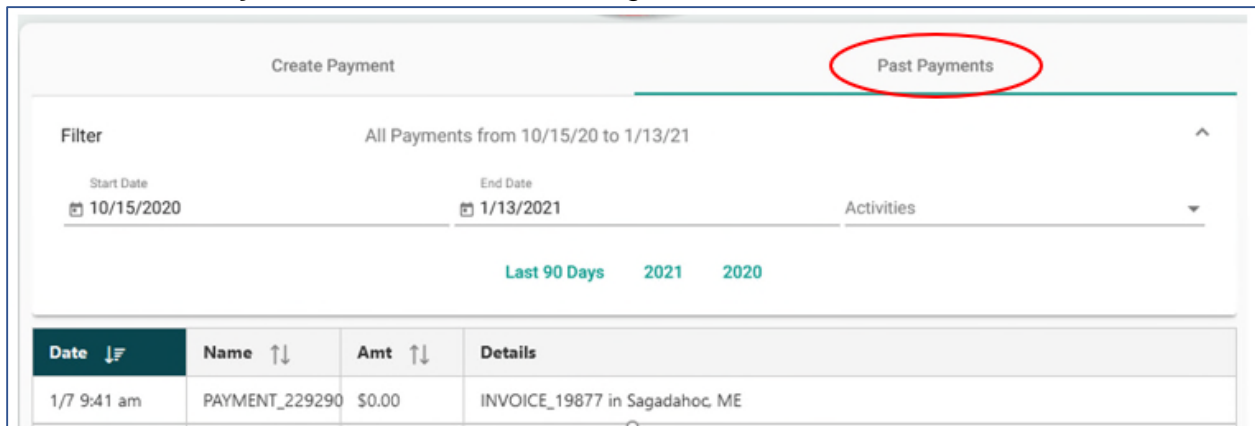 Create Payment Past Payments
Filter All Payments from 10/15/20 to 1/13/21
Start Date End Date
10/15/2020 1/13/2021 Activities
Last 90 Days 2021 2020
Date Name Amt Details
1/7 9:41 am PAYMENT_229290 $0.00 INVOICE_19877 in Sagadahoc, ME